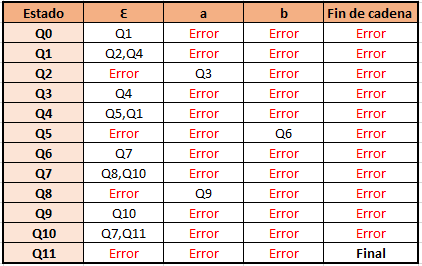 Estado Ɛ a b Fin de cadena
Q0 Q1 Error Error Error
Q1 Q2,Q4 Error Error Error
Q2 Error Q3 Error Error
Q3 Q4 Error Error Error
Q4 Q5,Q1 Error Error Error
Q5 Error Error Q6 Error
Q6 Q7 Error Error Error
Q7 Q8,Q10 Error Error Error
Q8 Error Q9 Error Error
Q9 Q10 Error Error Error
Q10 Q7,Q11 Error Error Error
Q11 Error Error Error Final